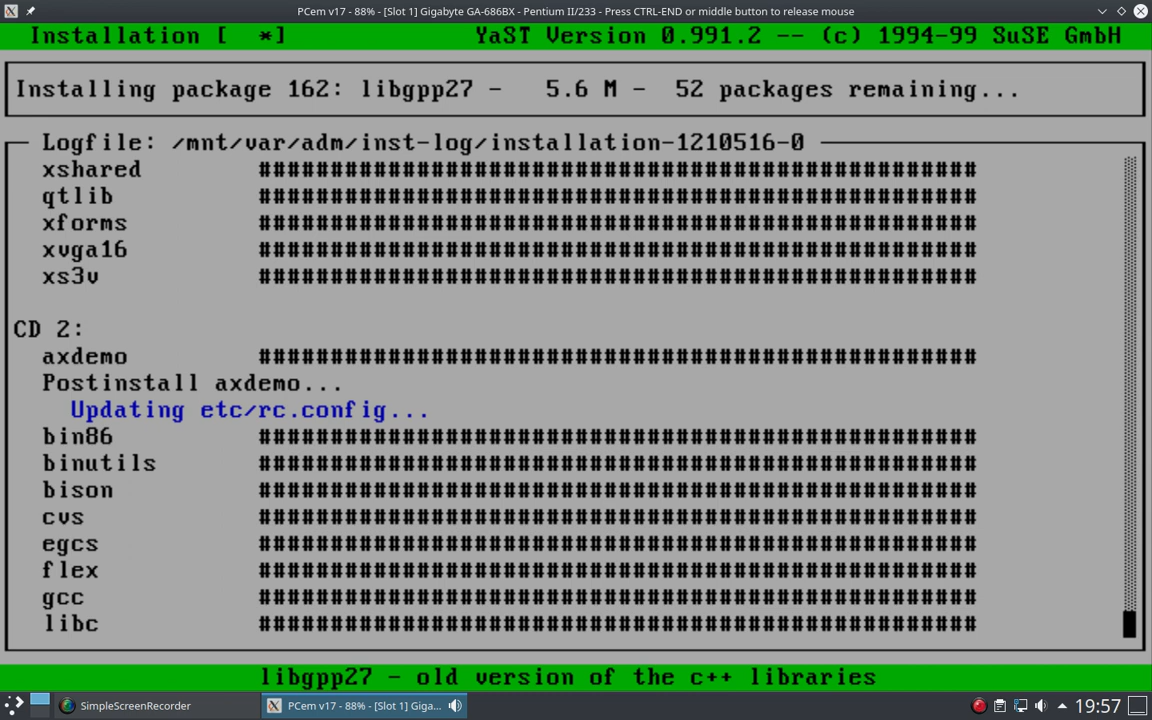 PCem v17 - 88% - [Slot 1] Gigabyte GA-686BX - Pentium II/233 - Press CTRL-END or middle button to release mouse
Installation [  *] YaST Version 0.991.2 -- (c) 1994-99 SuSE GmbH
Installing package 162: libgpp27 -   5.6 M -  52 packages remaining...
Logfile: /mnt/var/adm/inst-log/installation-1210516-0
xshared ##################################################
qtlib ##################################################
xforms ##################################################
xvga16 ##################################################
xs3v ##################################################
CD 2:
axdemo ##################################################
Postinstall axdemo...
Updating etc/rc.config...
bin86 ##################################################
binutils ##################################################
bison ##################################################
cvs ##################################################
egcs ##################################################
flex ##################################################
gcc ##################################################
libc ##################################################
libgpp27 - old version of the c++ libraries
SimpleScreenRecorder
PCem v17 - 88% - [Slot 1] Giga...
19:57